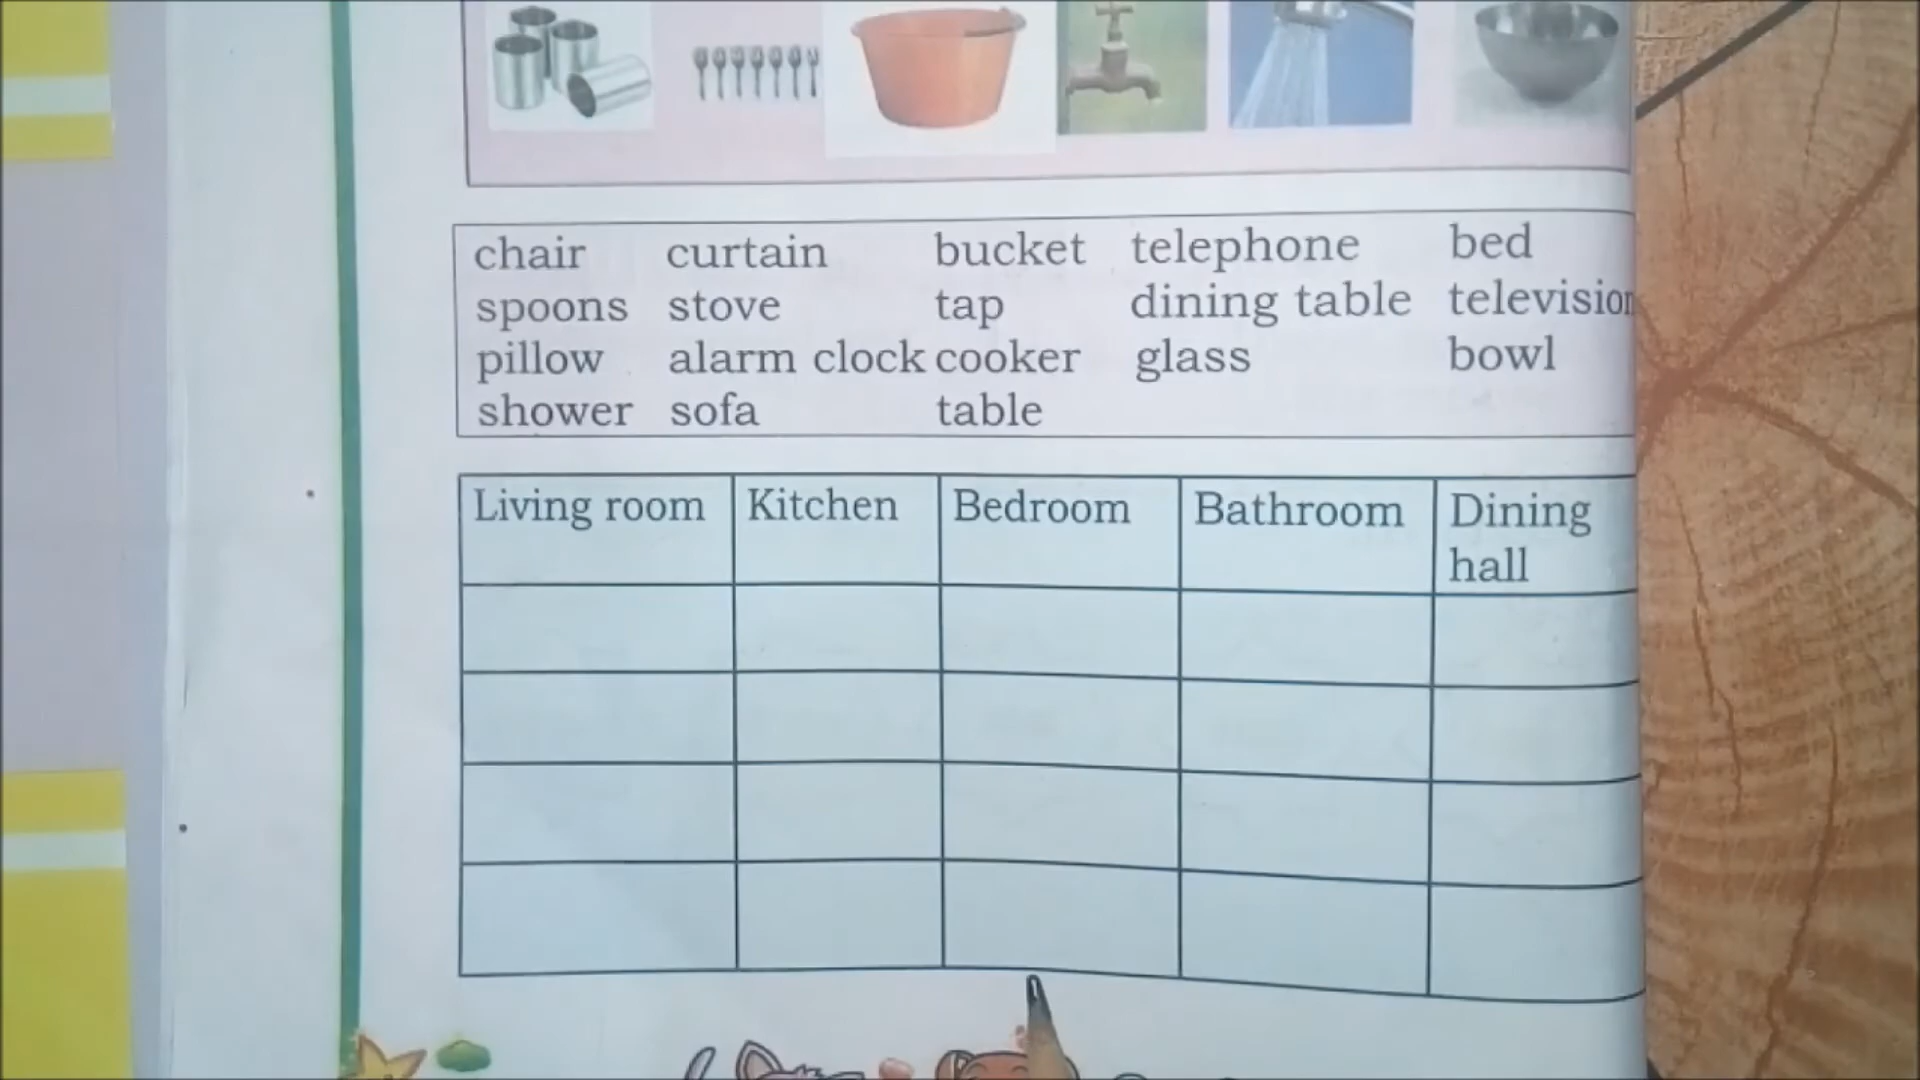 chair curtain bucket telephone bed
spoons stove tap dining table television
pillow alarm clock cooker glass bowl
shower sofa table
Living room Kitchen Bedroom Bathroom Dining hall